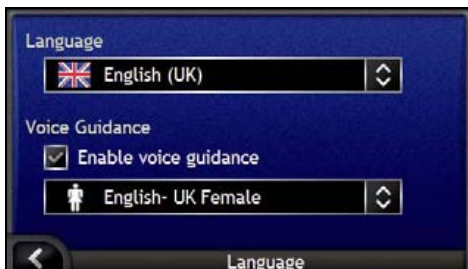 Language
English (UK)
Voice Guidance
Enable voice guidance
English- UK Female
Language